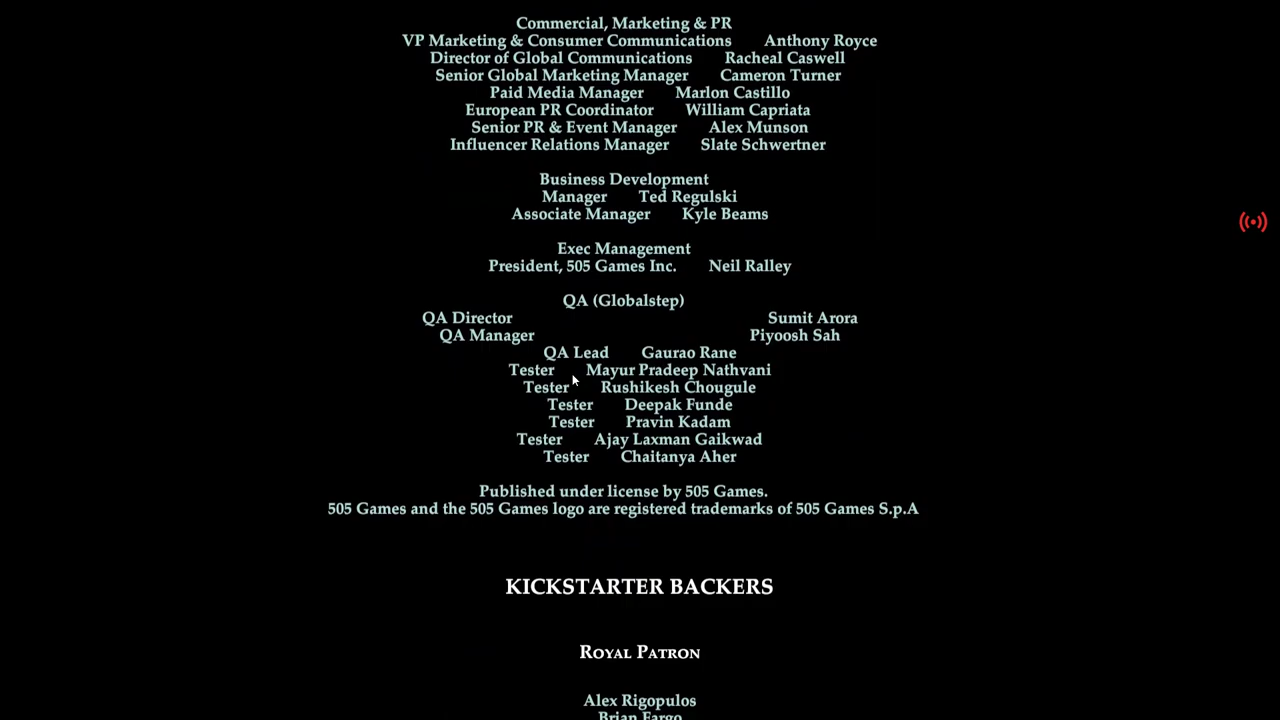 Commercial, Marketing & PR
VP Marketing & Consumer Communications Anthony Royce
Director of Global Communications Racheal Caswell
Senior Global Marketing Manager Cameron Turner
Paid Media Manager Marlon Castillo
European PR Coordinator William Capriata
Senior PR & Event Manager Alex Munson
Influencer Relations Manager Slate Schwertner
Business Development
Manager Ted Regulski
Associate Manager Kyle Beams
Exec Management
President, 505 Games Inc. Neil Ralley
QA (Globalstep)
QA Director Sumit Arora
QA Manager Piyoosh Sah
QA Lead Gaurao Rane
Tester Mayur Pradeep Nathvani
Tester Rushikesh Chougule
Tester Deepak Funde
Tester Pravin Kadam
Tester Ajay Laxman Gaikwad
Tester Chaitanya Aher
Published under license by 505 Games.
505 Games and the 505 Games logo are registered trademarks of 505 Games S.p.A
KICKSTARTER BACKERS
ROYAL PATRON
Alex Rigopulos
Brian Fargo